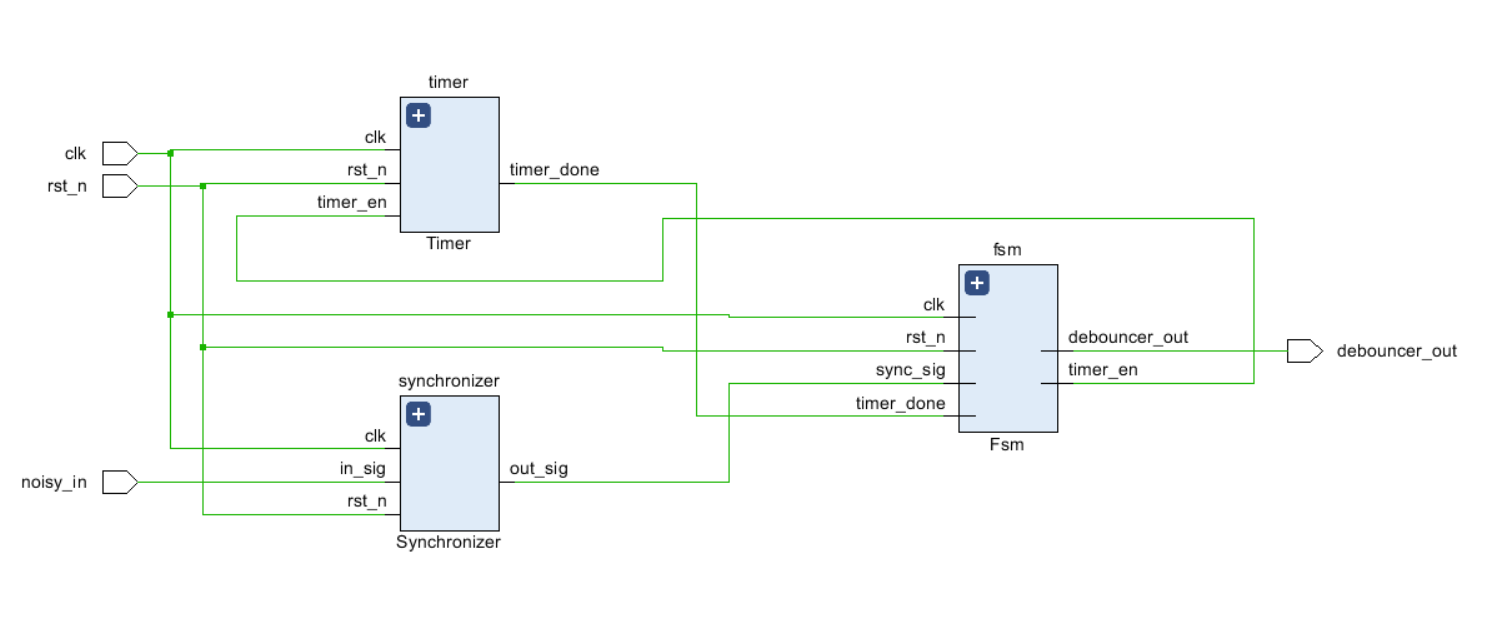 timer
clk
clk
rst_n
rst_n
timer_done
timer_en
Timer
fsm
clk
rst_n
debouncer_out
debouncer_out
sync_sig
timer_en
timer_done
Fsm
synchronizer
clk
in_sig
out_sig
noisy_in
rst_n
Synchronizer